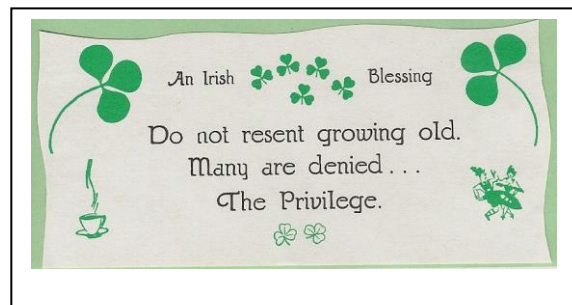 An Irish Blessing
Do not resent growing old.
Many are denied...
The Privilege.